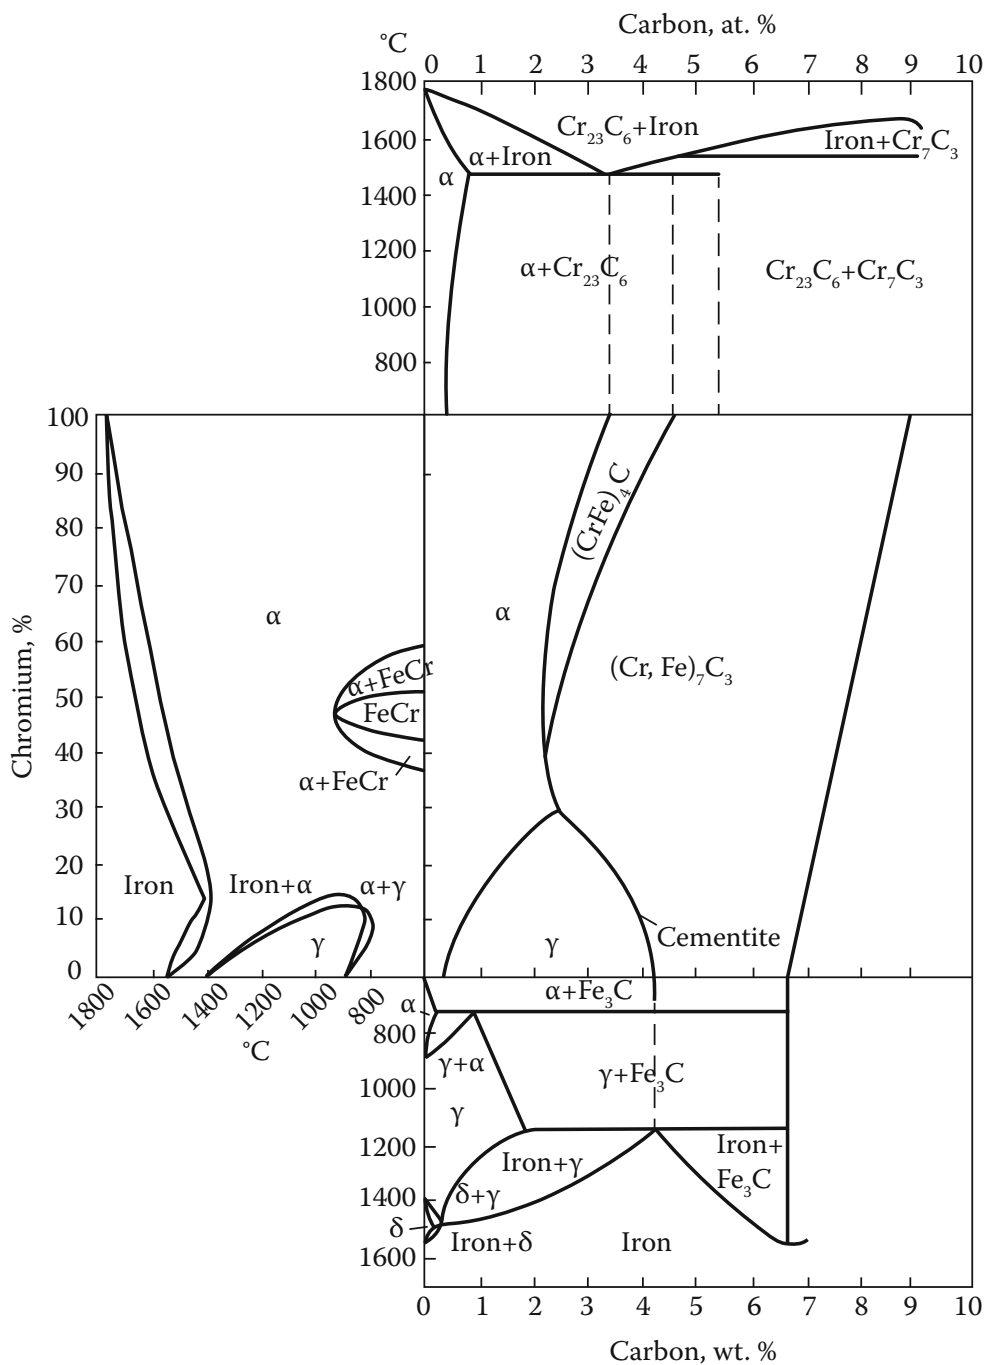 Carbon, at. %
°C
0 1 2 3 4 5 6 7 8 9 10
1800
Cr23C6+Iron
1600
Iron+Cr7C3
α+Iron
α
1400
1200
α+Cr23C6
Cr23C6+Cr7C3
1000
800
100
90
(CrFe)4C
80
70
α
α
60
(Cr, Fe)7C3
α+FeCr
50
FeCr
Chromium, %
40
α+FeCr
30
20
Iron
Iron+α
α+γ
10
Cementite
γ
γ
0
1800 1600 1400 1200 1000 800
°C
α+Fe3C
α
800
γ+α
γ+Fe3C
1000
γ
1200
Iron+γ
Iron+
Fe3C
1400
δ+γ
δ
Iron+δ
Iron
1600
0 1 2 3 4 5 6 7 8 9 10
Carbon, wt. %